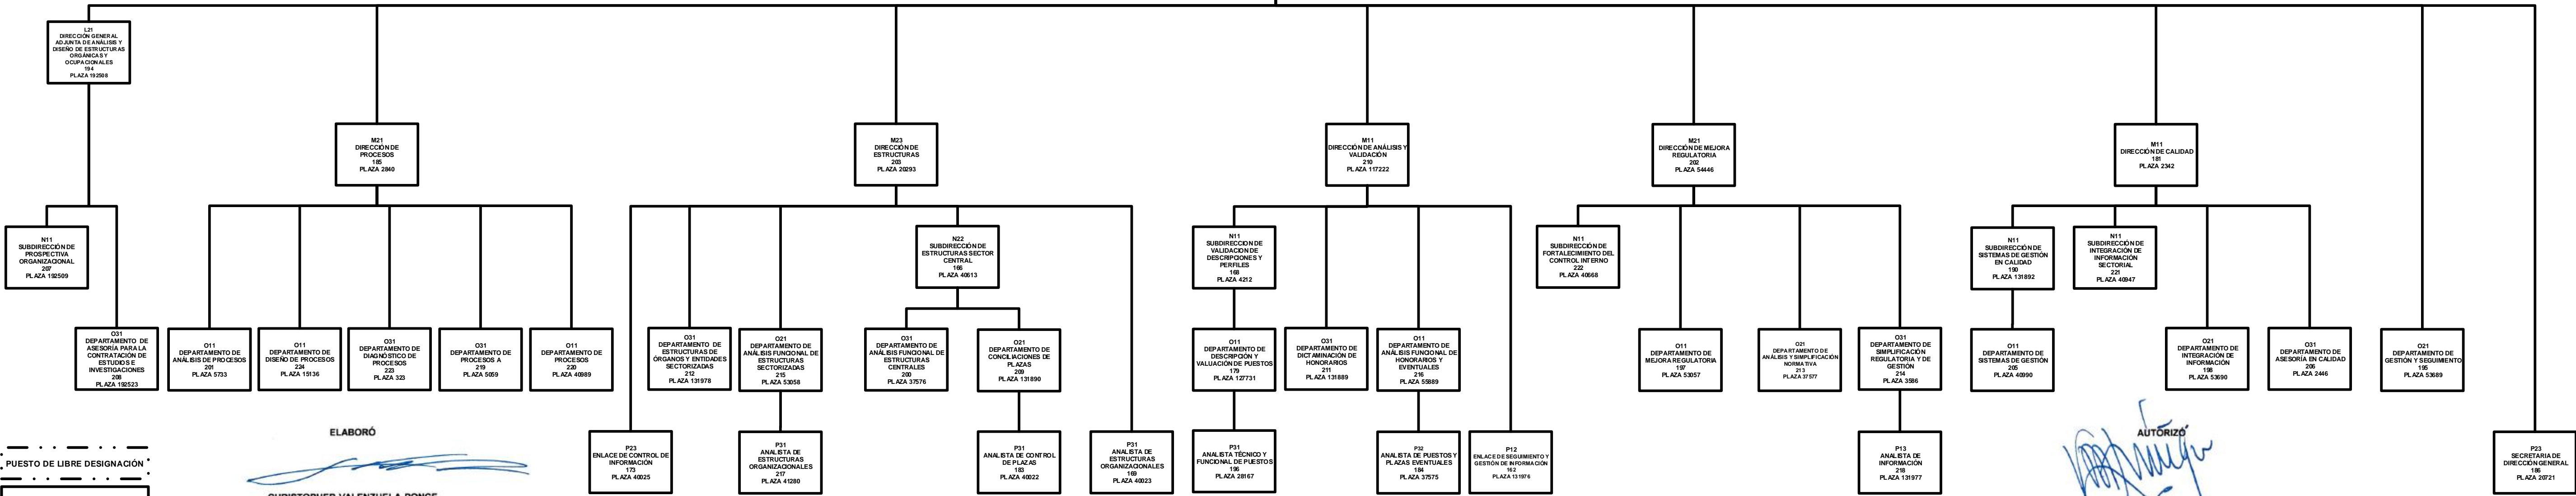 L21
DIRECCIÓN GENERAL
ADJUNTA DE ANÁLISIS Y
DISEÑO DE ESTRUCTURAS
ORGÁNICAS Y
OCUPACIONALES
194
PLAZA 192508
M21
DIRECCIÓN DE
PROCESOS
185
PLAZA 2840
M23
DIRECCIÓN DE
ESTRUCTURAS
203
PLAZA 20293
M11
DIRECCIÓN DE ANÁLISIS Y
VALIDACIÓN
210
PLAZA 117222
M21
DIRECCIÓN DE MEJORA
REGULATORIA
202
PLAZA 54446
M11
DIRECCIÓN DE CALIDAD
181
PLAZA 2342
N11
SUBDIRECCIÓN DE
PROSPECTIVA
ORGANIZACIONAL
207
PLAZA 192509
N22
SUBDIRECCIÓN DE
ESTRUCTURAS SECTOR
CENTRAL
166
PLAZA 40613
N11
SUBDIRECCION DE
VALIDACION DE
DESCRIPCIONES Y
PERFILES
168
PLAZA 4212
N11
SUBDIRECCIÓN DE
FORTALECIMIENTO DEL
CONTROL INTERNO
222
PLAZA 40668
N11
SUBDIRECCIÓN DE
SISTEMAS DE GESTIÓN
EN CALIDAD
190
PLAZA 131892
N11
SUBDIRECCIÓN DE
INTEGRACIÓN DE
INFORMACIÓN
SECTORIAL
221
PLAZA 40947
O31
DEPARTAMENTO DE
ASESORÍA PARA LA
CONTRATACIÓN DE
ESTUDIOS E
INVESTIGACIONES
208
PLAZA 192523
O11
DEPARTAMENTO DE
ANÁLISIS DE PROCESOS
201
PLAZA 5733
O11
DEPARTAMENTO DE
DISEÑO DE PROCESOS
224
PLAZA 15136
O31
DEPARTAMENTO DE
DIAGNÓSTICO DE
PROCESOS
223
PLAZA 323
O31
DEPARTAMENTO DE
PROCESOS A
219
PLAZA 5059
O11
DEPARTAMENTO DE
PROCESOS
220
PLAZA 40989
O31
DEPARTAMENTO DE
ESTRUCTURAS DE
ÓRGANOS Y ENTIDADES
SECTORIZADAS
212
PLAZA 131978
O21
DEPARTAMENTO DE
ANÁLISIS FUNCIONAL DE
ESTRUCTURAS
SECTORIZADAS
215
PLAZA 53058
O31
DEPARTAMENTO DE
ANÁLISIS FUNCIONAL DE
ESTRUCTURAS
CENTRALES
200
PLAZA 37576
O21
DEPARTAMENTO DE
CONCILIACIONES DE
PLAZAS
209
PLAZA 131890
O11
DEPARTAMENTO DE
DESCRIPCIÓN Y
VALUACIÓN DE PUESTOS
179
PLAZA 127731
O31
DEPARTAMENTO DE
DICTAMINACIÓN DE
HONORARIOS
211
PLAZA 131889
O11
DEPARTAMENTO DE
ANÁLISIS FUNCIONAL DE
HONORARIOS Y
EVENTUALES
216
PLAZA 55889
O11
DEPARTAMENTO DE
MEJORA REGULATORIA
197
PLAZA 53057
O21
DEPARTAMENTO DE
ANÁLISIS Y SIMPLIFICACIÓN
NORMATIVA
213
PLAZA 37577
O31
DEPARTAMENTO DE
SIMPLIFICACIÓN
REGULATORIA Y DE
GESTIÓN
214
PLAZA 3586
O11
DEPARTAMENTO DE
SISTEMAS DE GESTIÓN
205
PLAZA 40990
O21
DEPARTAMENTO DE
INTEGRACIÓN DE
INFORMACIÓN
198
PLAZA 53690
O31
DEPARTAMENTO DE
ASESORÍA EN CALIDAD
206
PLAZA 2446
O21
DEPARTAMENTO DE
GESTIÓN Y SEGUIMIENTO
195
PLAZA 53689
P23
ENLACE DE CONTROL DE
INFORMACIÓN
173
PLAZA 40025
P31
ANALISTA DE
ESTRUCTURAS
ORGANIZACIONALES
217
PLAZA 41280
P31
ANALISTA DE CONTROL
DE PLAZAS
183
PLAZA 40022
P31
ANALISTA DE
ESTRUCTURAS
ORGANIZACIONALES
169
PLAZA 40023
P31
ANALISTA TÉCNICO Y
FUNCIONAL DE PUESTOS
196
PLAZA 28167
P32
ANALISTA DE PUESTOS Y
PLAZAS EVENTUALES
184
PLAZA 37575
P12
ENLACE DE SEGUIMIENTO Y
GESTIÓN DE INFORMACIÓN
162
PLAZA 131976
P13
ANALISTA DE
INFORMACIÓN
218
PLAZA 131977
P23
SECRETARIA DE
DIRECCIÓN GENERAL
186
PLAZA 20721
PUESTO DE LIBRE DESIGNACIÓN
ELABORÓ
CHRISTOPHER VALENZUELA PONCE
AUTORIZÓ